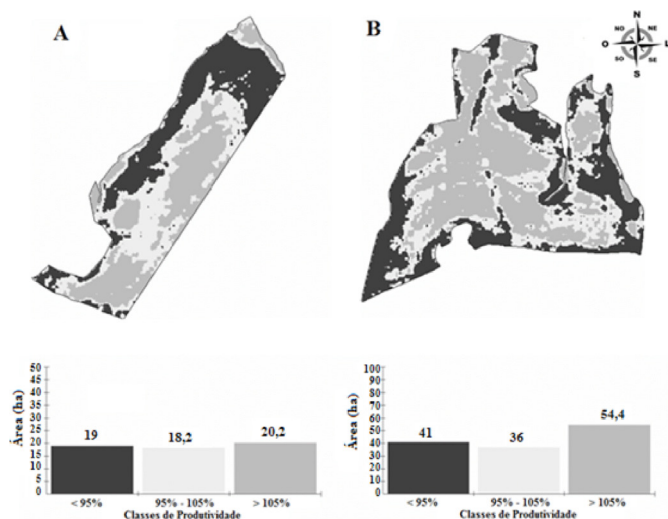 A
B
N
NO NE
O L
SO SE
S
Área (ha)
50
45
40
35
30
25
20
15
10
5
0
19
18,2
20,2
< 95%
95% - 105%
> 105%
Classes de Produtividade
Área (ha)
100
90
80
70
60
50
40
30
20
10
0
41
36
54,4
< 95%
95% - 105%
> 105%
Classes de Produtividade